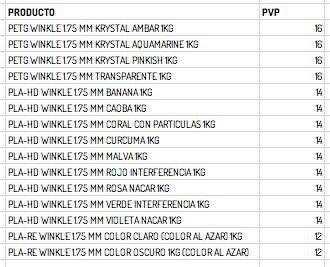 PRODUCTO PVP
PETG WINKLE 1.75 MM KRYSTAL AMBAR 1KG 16
PETG WINKLE 1.75 MM KRYSTAL AQUAMARINE 1KG 16
PETG WINKLE 1.75 MM KRYSTAL PINKISH 1KG 16
PETG WINKLE 1.75 MM TRANSPARENTE 1KG 16
PLA-HD WINKLE 1.75 MM BANANA 1KG 14
PLA-HD WINKLE 1.75 MM CAOBA 1KG 14
PLA-HD WINKLE 1.75 MM CORAL CON PARTICULAS 1KG 14
PLA-HD WINKLE 1.75 MM CURCUMA 1KG 14
PLA-HD WINKLE 1.75 MM MALVA 1KG 14
PLA-HD WINKLE 1.75 MM ROJO INTERFERENCIA 1KG 14
PLA-HD WINKLE 1.75 MM ROSA NACAR 1KG 14
PLA-HD WINKLE 1.75 MM VERDE INTERFERENCIA 1KG 14
PLA-HD WINKLE 1.75 MM VIOLETA NACAR 1KG 14
PLA-RE WINKLE 1.75 MM COLOR CLARO (COLOR AL AZAR) 1KG 12
PLA-RE WINKLE 1.75 MM COLOR OSCURO 1KG (COLOR AL AZAR) 12